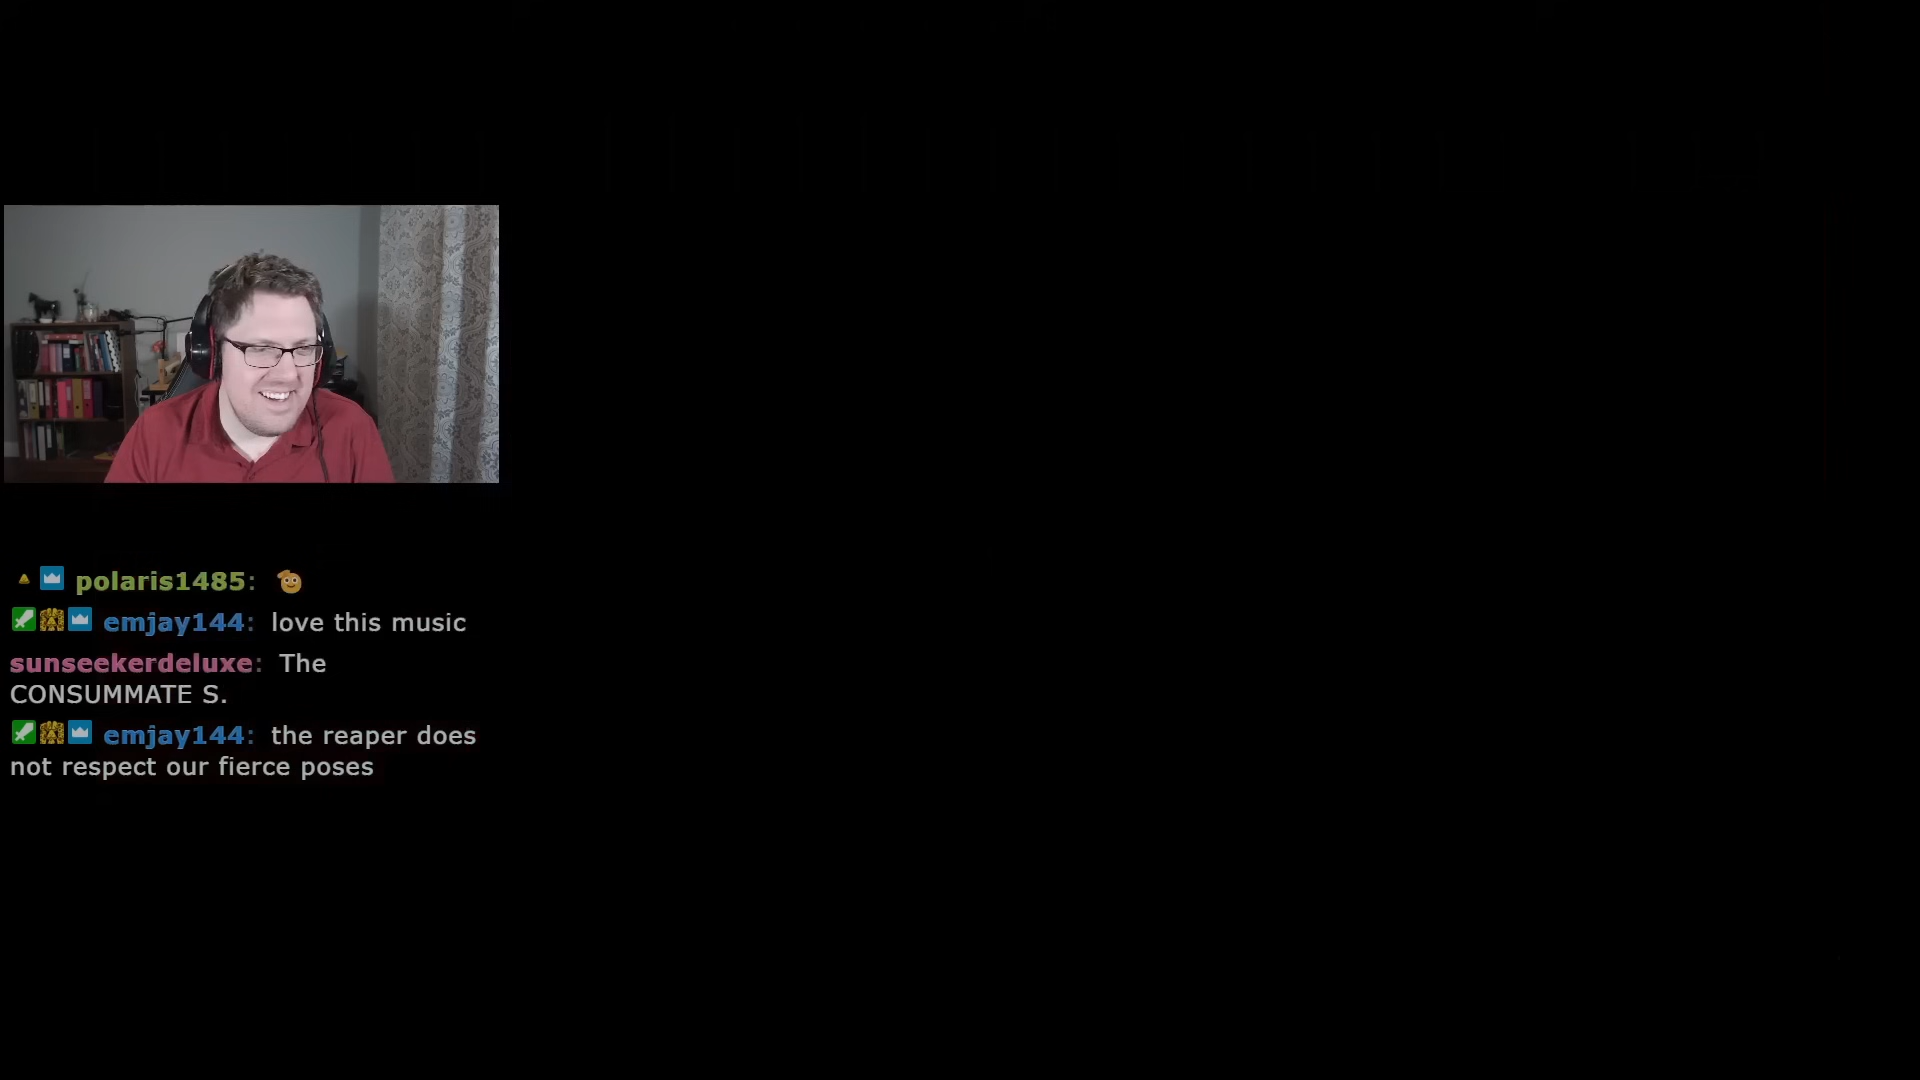 polaris1485:
emjay144: love this music
sunseekerdeluxe: The
CONSUMMATE S.
emjay144: the reaper does
not respect our fierce poses